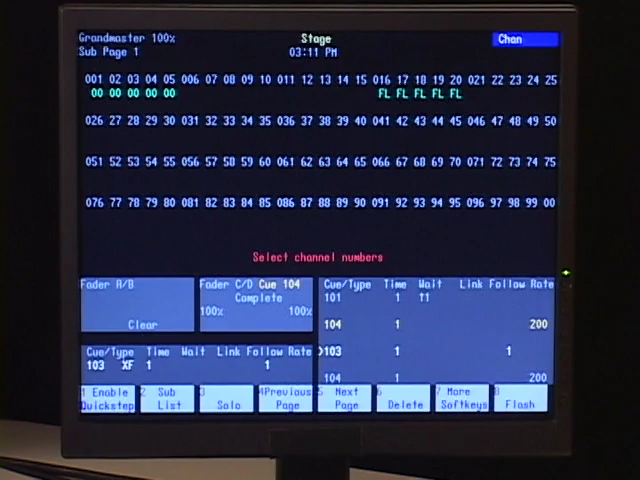 Grandmaster 100% Stage Chan
Sub Page 1 03:11 PM
001 02 03 04 05 006 07 08 09 10 011 12 13 14 15 016 17 18 19 20 021 22 23 24 25
00 00 00 00 00 FL FL FL FL FL
026 27 28 29 30 031 32 33 34 35 036 37 38 39 40 041 42 43 44 45 046 47 48 49 50
051 52 53 54 55 056 57 58 59 60 061 62 63 64 65 066 67 68 69 70 071 72 73 74 75
076 77 78 79 80 081 82 83 84 85 086 87 88 89 90 091 92 93 94 95 096 97 98 99 00
Select channel numbers
Fader A/B
Clear
Fader C/D Cue 104
Complete
100% 100%
Cue/Type Time Wait Link Follow Rate
101 1 ↑1
104 1 200
>103 1 1
104 1 200
Cue/Type Time Wait Link Follow Rate
103 XF 1 1
1 Enable Quickstep
2 Sub List
3 Solo
4 Previous Page
5 Next Page
6 Delete
7 More Softkeys
8 Flash